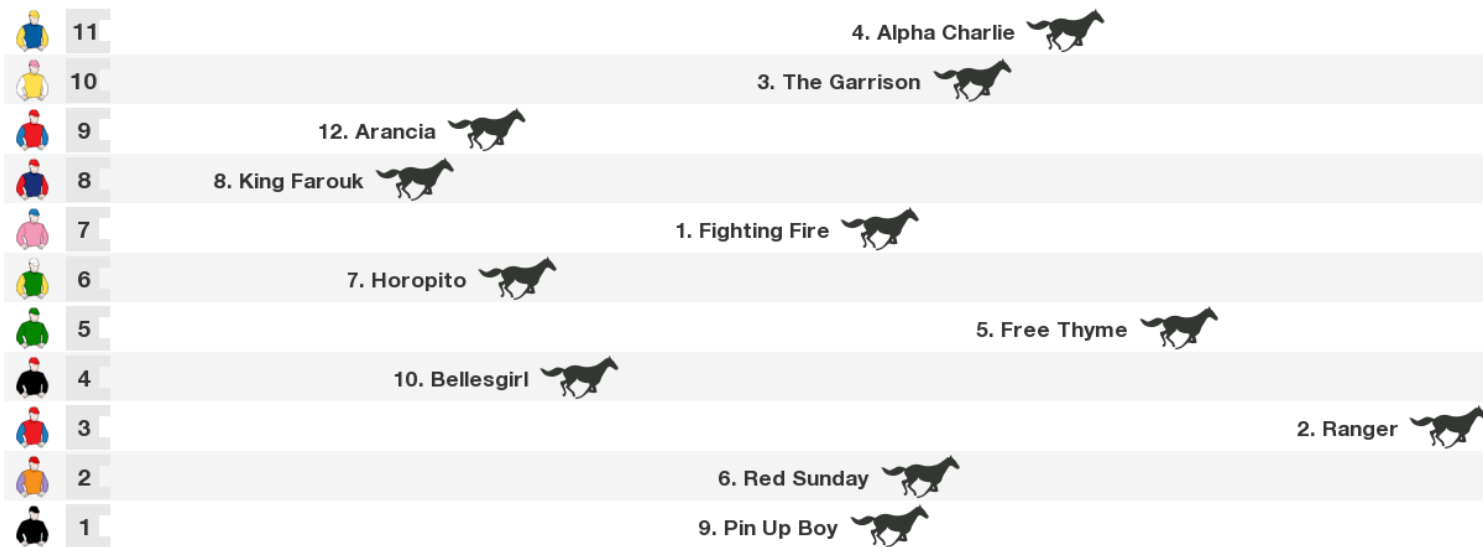 11 4. Alpha Charlie
10 3. The Garrison
9 12. Arancia
8 8. King Farouk
7 1. Fighting Fire
6 7. Horopito
5 5. Free Thyme
4 10. Bellesgirl
3 2. Ranger
2 6. Red Sunday
1 9. Pin Up Boy